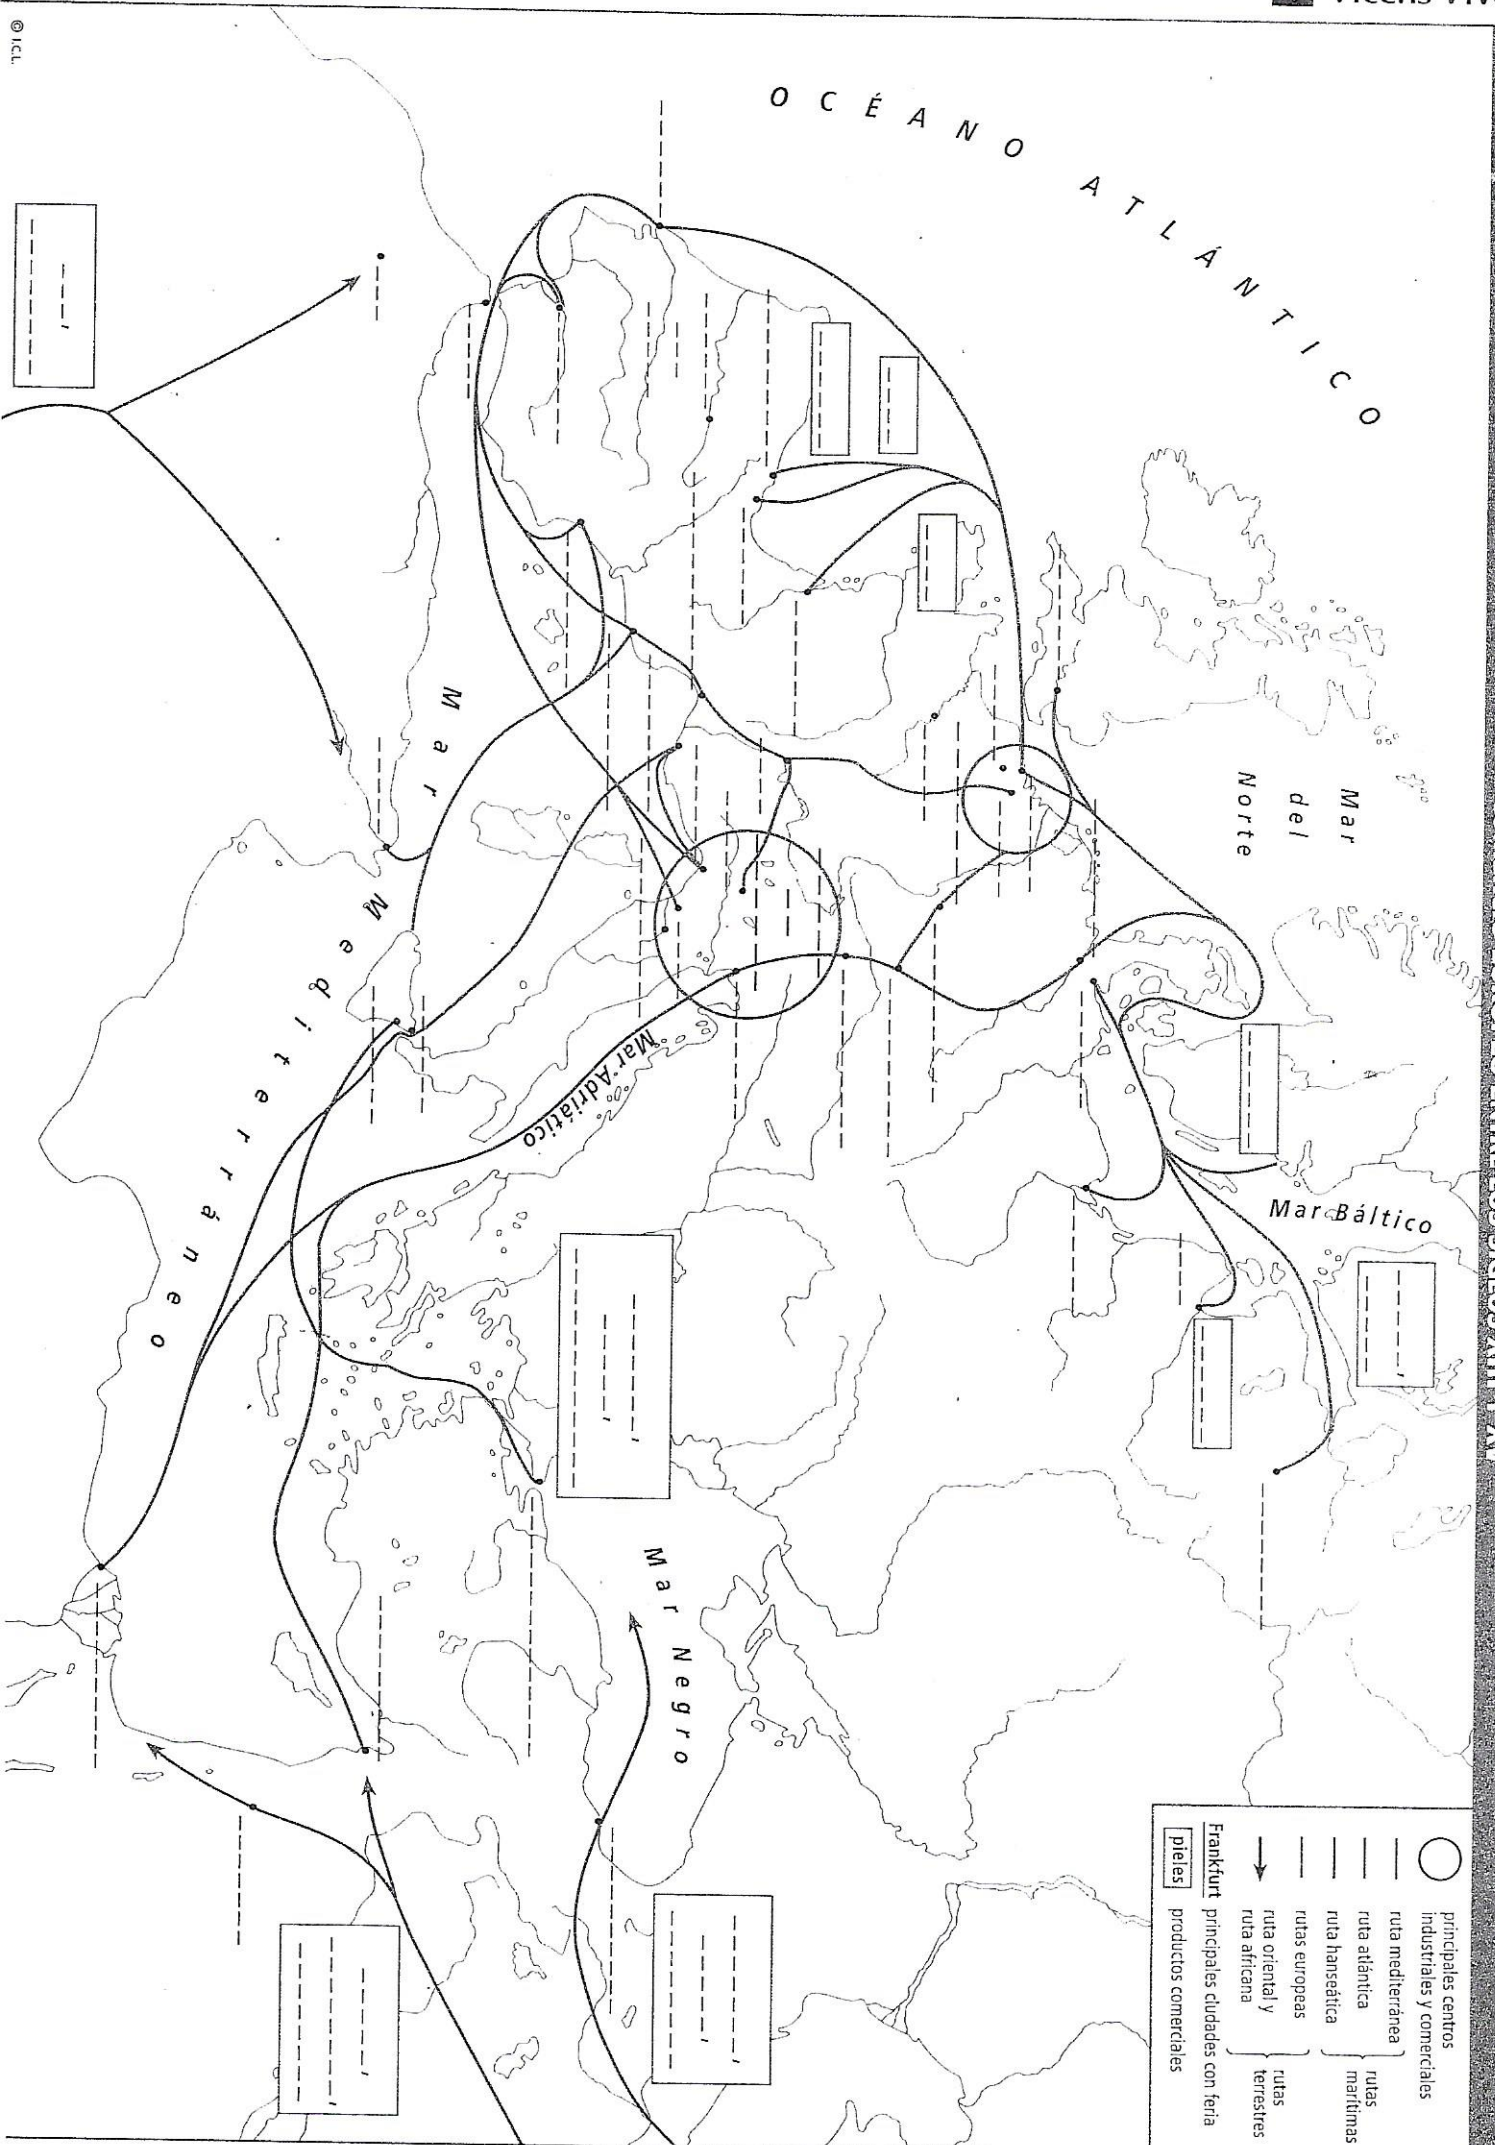 © I.C.L.
OCÉANO ATLÁNTICO
Mar
del
Norte
Mar Báltico
Mar Mediterráneo
Mar Adriático
Mar Negro
principales centros
industriales y comerciales
ruta mediterránea
ruta atlántica
ruta hanseática
rutas
marítimas
rutas europeas
ruta oriental y
ruta africana
rutas
terrestres
Frankfurt principales ciudades con feria
pieles productos comerciales